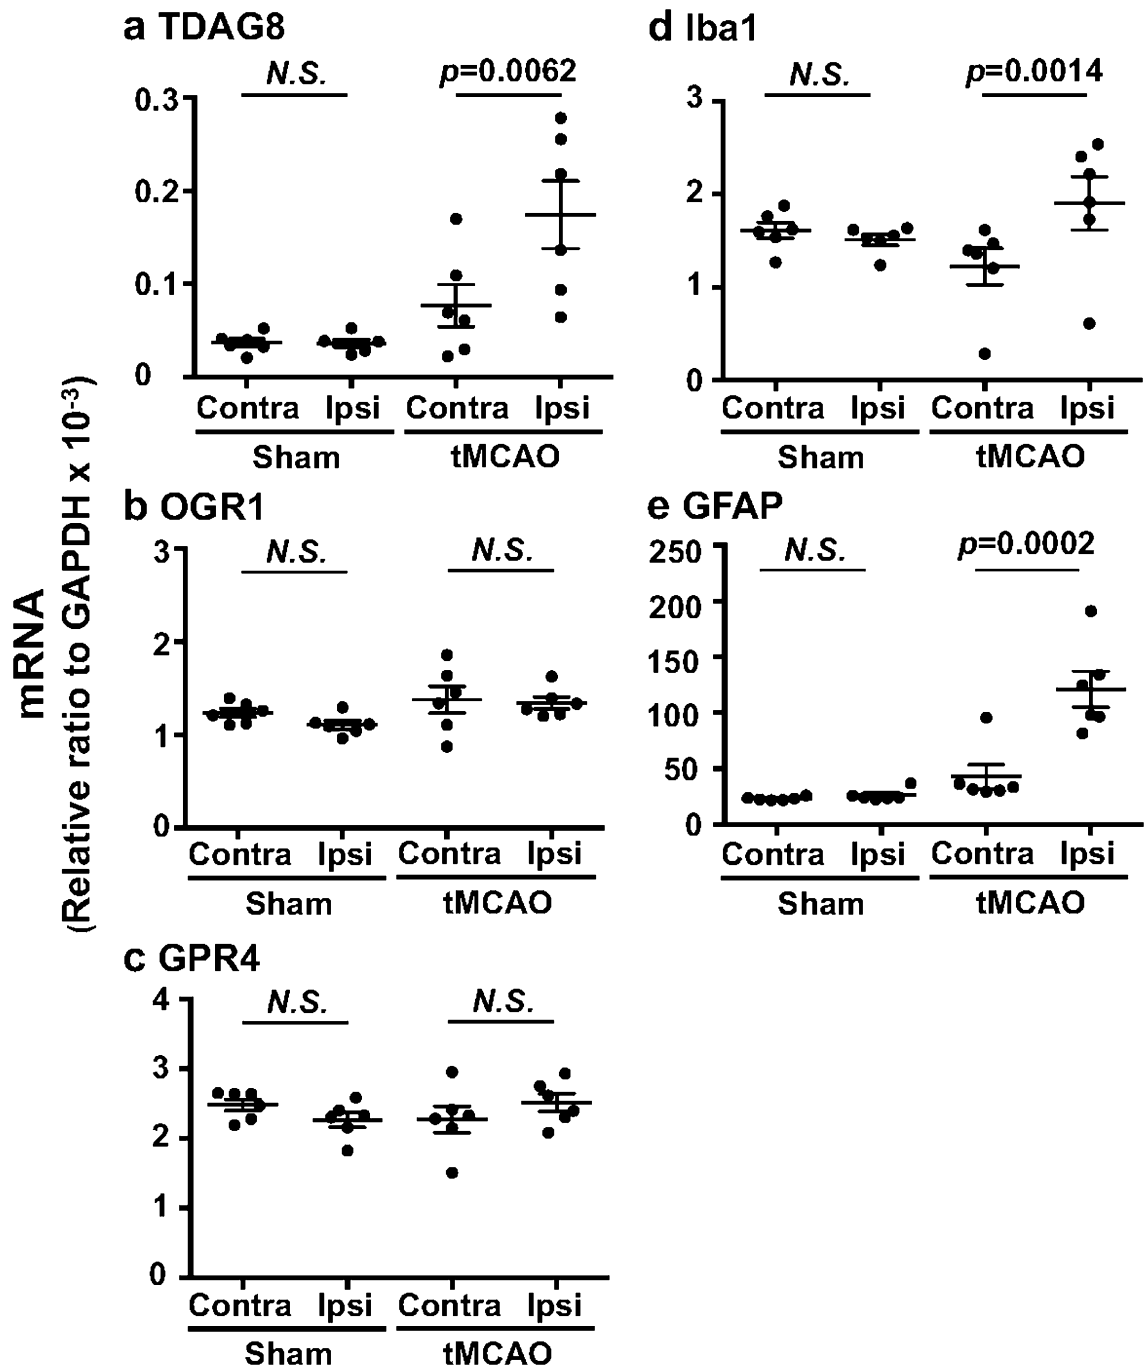 mRNA
(Relative ratio to GAPDH x 10-3)
a TDAG8
N.S.
p=0.0062
0.3
0.2
0.1
0
Contra Ipsi Contra Ipsi
Sham tMCAO
b OGR1
N.S. N.S.
3
2
1
0
Contra Ipsi Contra Ipsi
Sham tMCAO
c GPR4
N.S. N.S.
4
3
2
1
0
Contra Ipsi Contra Ipsi
Sham tMCAO
d Iba1
N.S.
p=0.0014
3
2
1
0
Contra Ipsi Contra Ipsi
Sham tMCAO
e GFAP
N.S.
p=0.0002
250
200
150
100
50
0
Contra Ipsi Contra Ipsi
Sham tMCAO